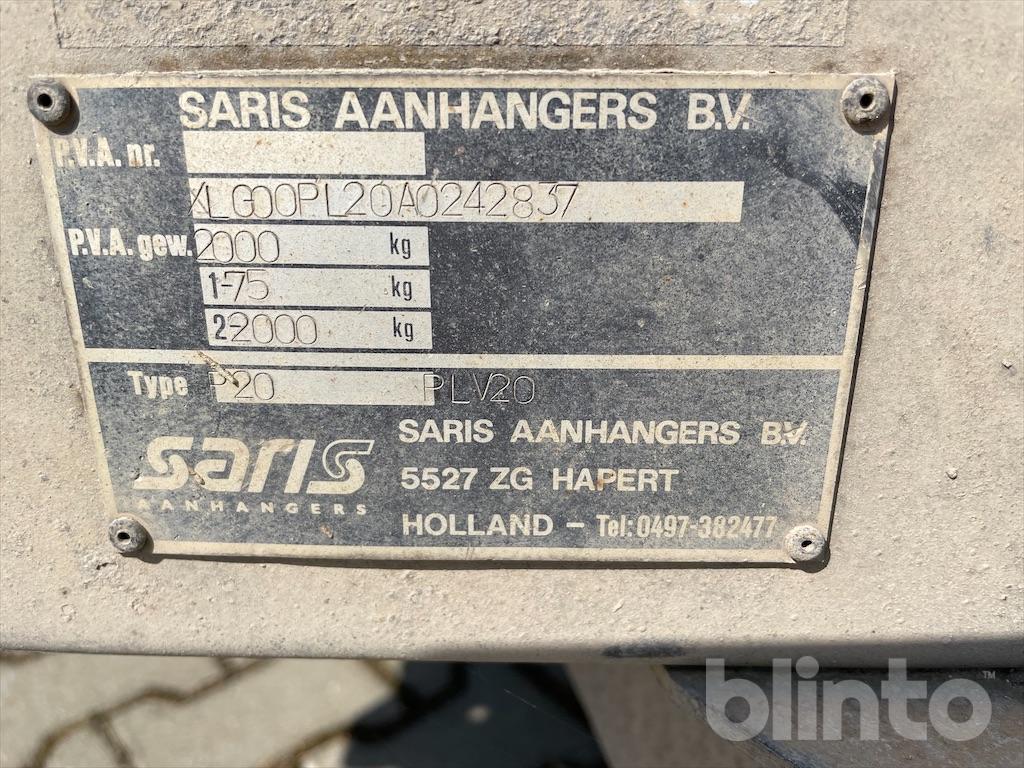 SARIS AANHANGERS B.V.
P.V.A. nr.
XLG00PL20A0242837
P.V.A. gew. 2000 kg
1-75 kg
2-2000 kg
Type P20 PLV20
saris
AANHANGERS
SARIS AANHANGERS B.V.
5527 ZG HAPERT
HOLLAND - Tel: 0497-382477
blinto™